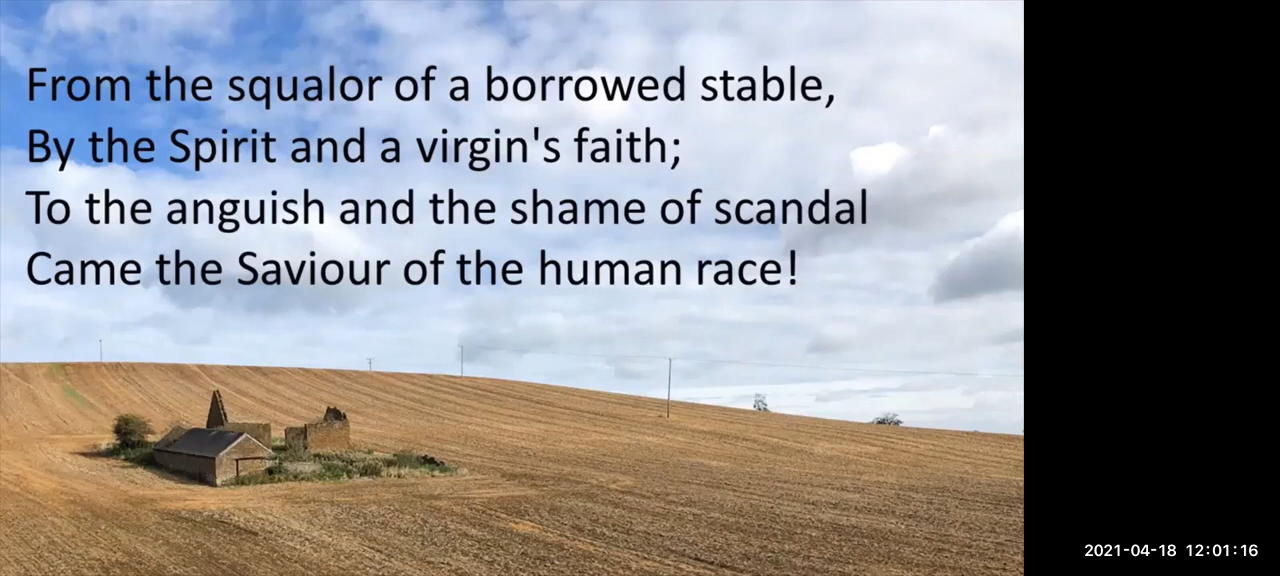 From the squalor of a borrowed stable,
By the Spirit and a virgin's faith;
To the anguish and the shame of scandal
Came the Saviour of the human race!
2021-04-18 12:01:16